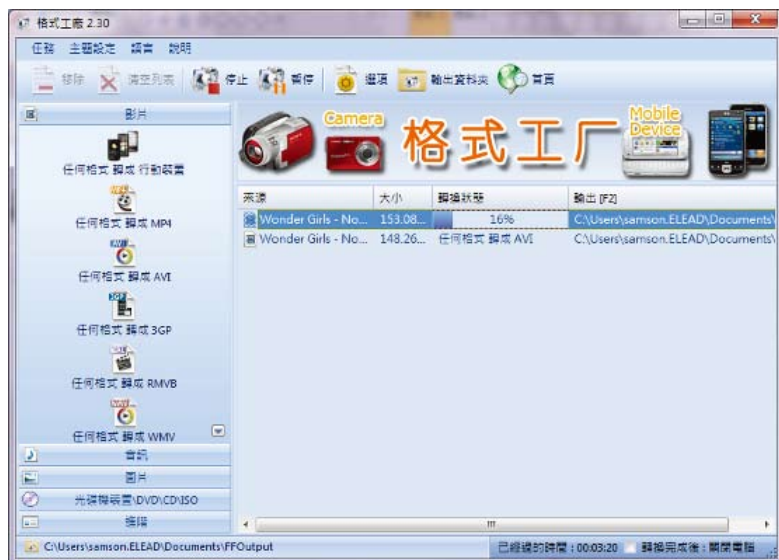 格式工廠 2.30
任務 主題設定 語言 說明
移除 清空列表 停止 暫停 選項 輸出資料夾 首頁
影片
任何格式 轉成 行動裝置
任何格式 轉成 MP4
任何格式 轉成 AVI
3GP
任何格式 轉成 3GP
任何格式 轉成 RMVB
任何格式 轉成 WMV
音訊
圖片
光碟機裝置\DVD\CD\ISO
進階
Camera 格式工厂 Mobile Device
來源 大小 轉換狀態 輸出 [F2]
Wonder Girls - No... 153.08... 16% C:\Users\samson.ELEAD\Documents\
Wonder Girls - No... 148.26... 任何格式 轉成 AVI C:\Users\samson.ELEAD\Documents\
C:\Users\samson.ELEAD\Documents\FFOutput 已經過的時間 : 00:03:20 轉換完成後 : 關閉電腦